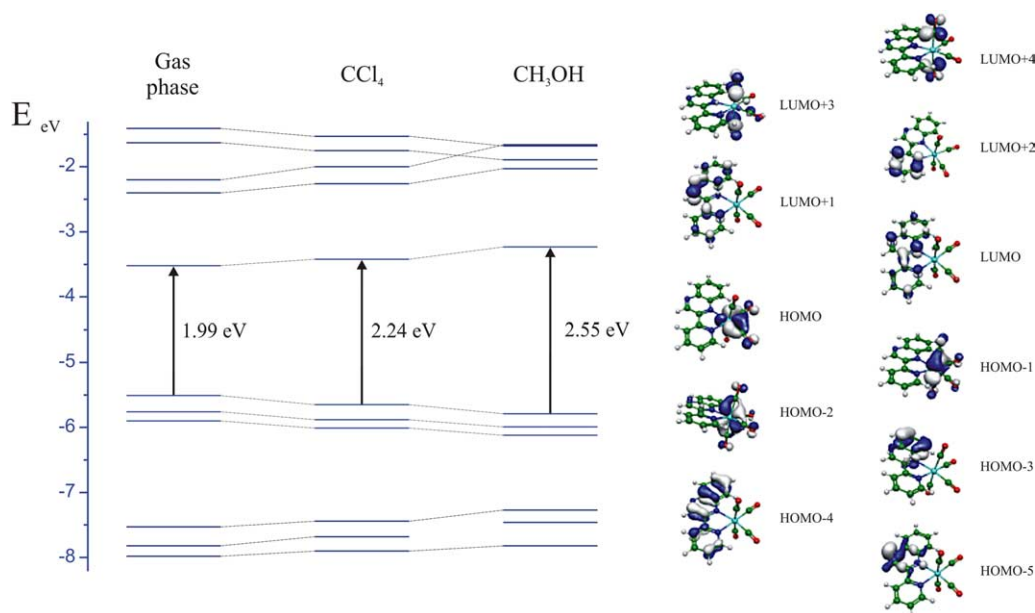 Gas
phase
CCl₄
CH₃OH
E eV
-2
-3
-4
-5
-6
-7
-8
1.99 eV
2.24 eV
2.55 eV
LUMO+4
LUMO+3
LUMO+2
LUMO+1
LUMO
HOMO
HOMO-1
HOMO-2
HOMO-3
HOMO-4
HOMO-5